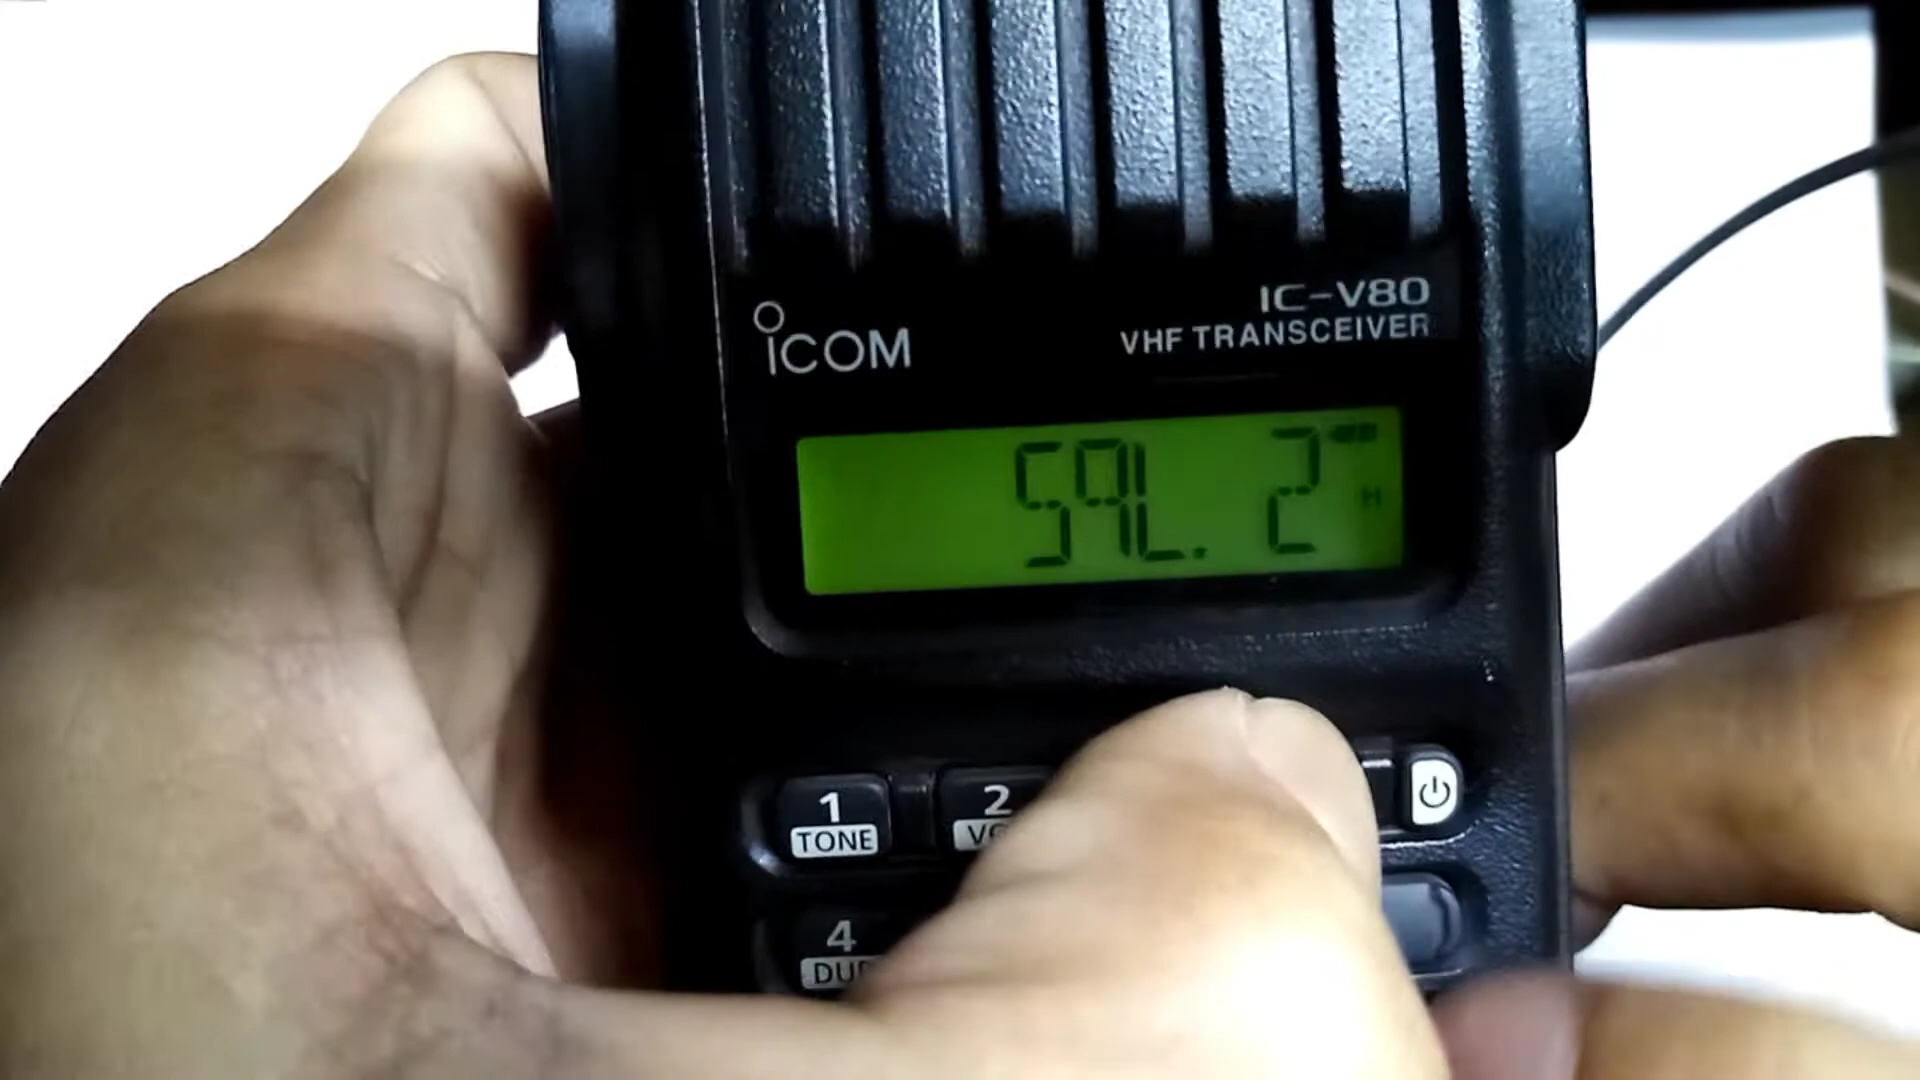 IC-V80
ICOM
VHF TRANSCEIVER
SqL. 2
H
1
2
TONE
4